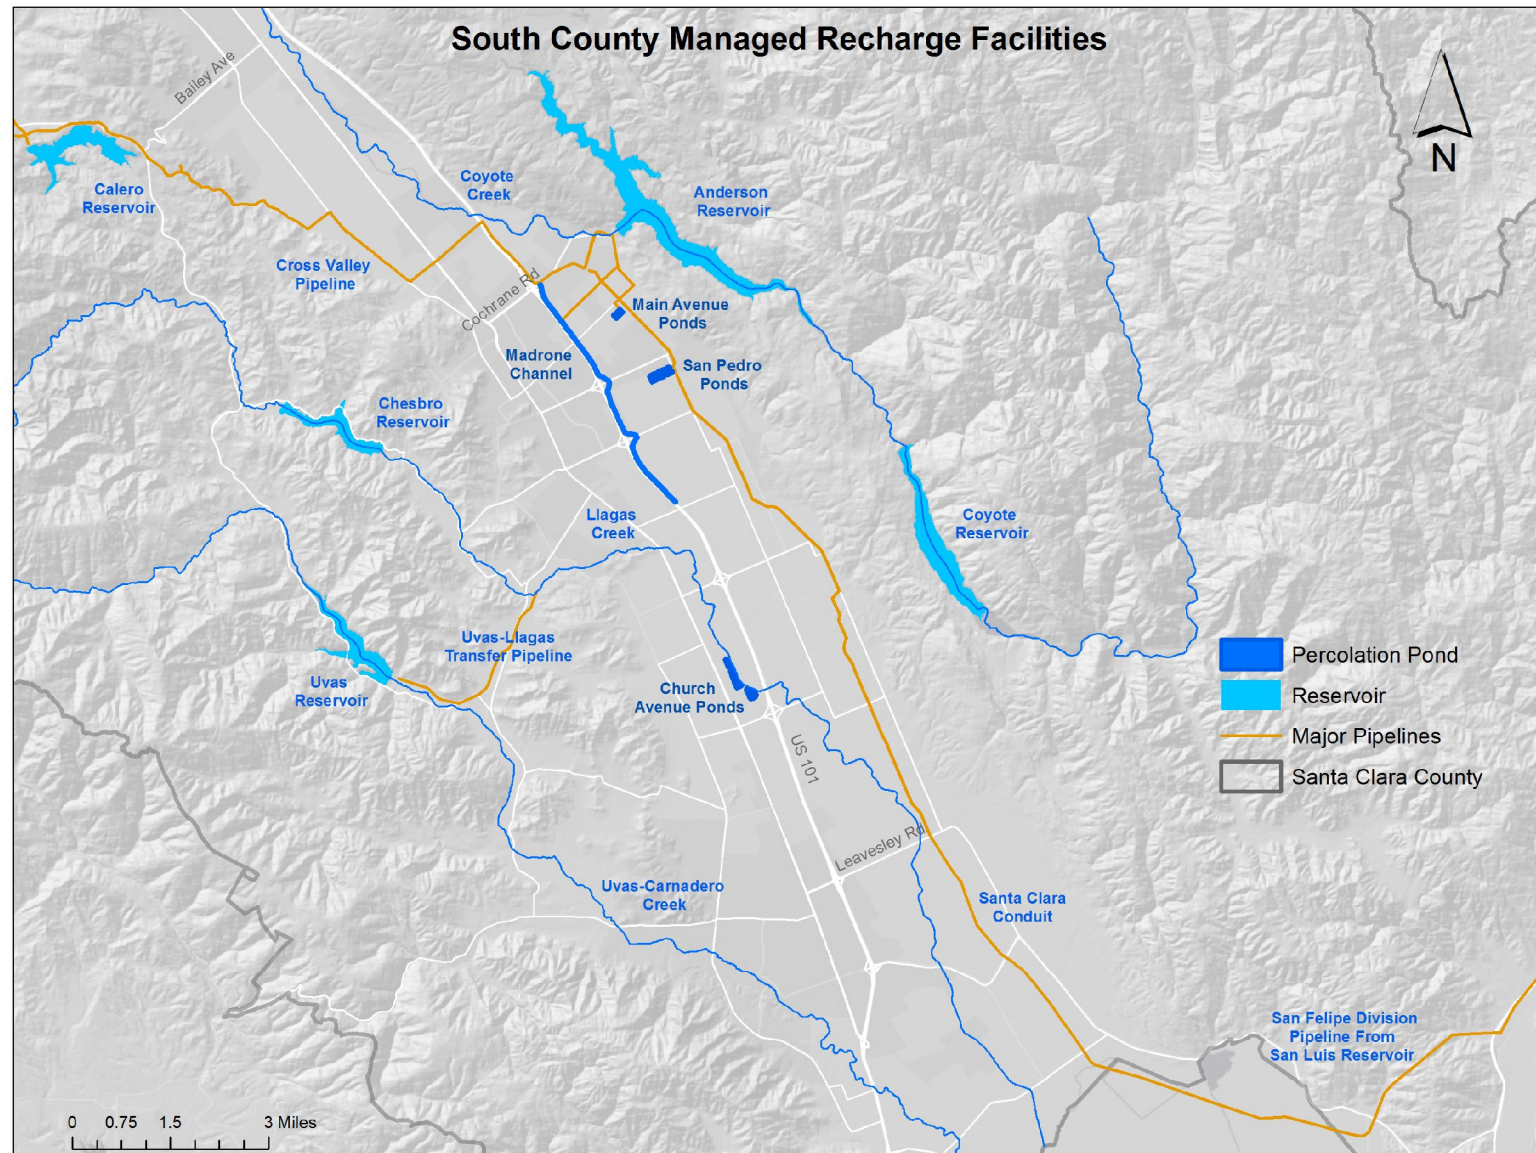 South County Managed Recharge Facilities
Bailey Ave
N
Coyote
Creek
Calero
Reservoir
Anderson
Reservoir
Cross Valley
Pipeline
Cochrane Rd
Main Avenue
Ponds
Madrone
Channel
San Pedro
Ponds
Chesbro
Reservoir
Llagas
Creek
Coyote
Reservoir
Uvas-Llagas
Transfer Pipeline
Uvas
Reservoir
Church
Avenue Ponds
US 101
Percolation Pond
Reservoir
Major Pipelines
Santa Clara County
Leavesley Rd
Uvas-Carnadero
Creek
Santa Clara
Conduit
San Felipe Division
Pipeline From
San Luis Reservoir
0 0.75 1.5 3 Miles